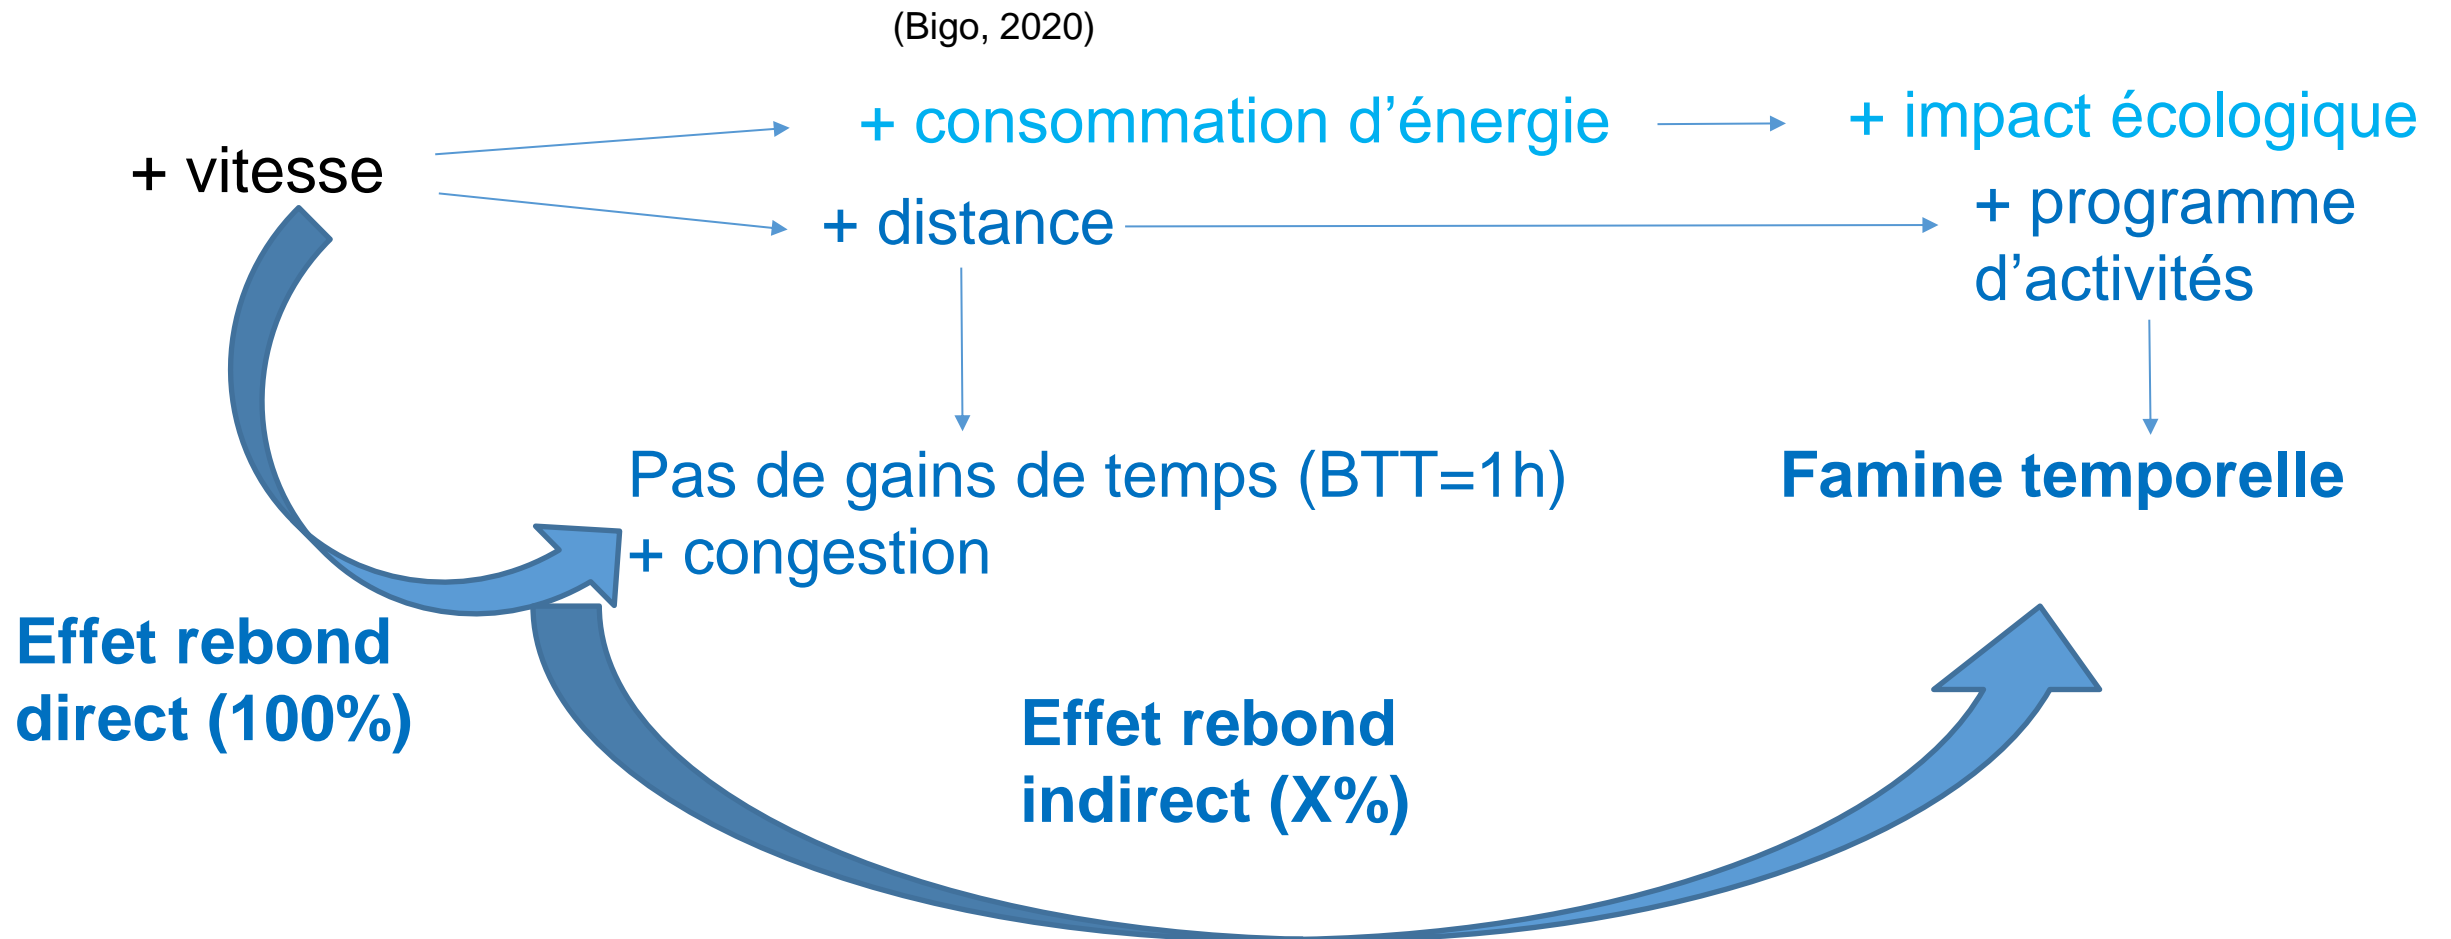 (Bigo, 2020)
+ consommation d’énergie
+ impact écologique
+ vitesse
+ distance
+ programme
d’activités
Pas de gains de temps (BTT=1h)
+ congestion
Famine temporelle
Effet rebond
direct (100%)
Effet rebond
indirect (X%)